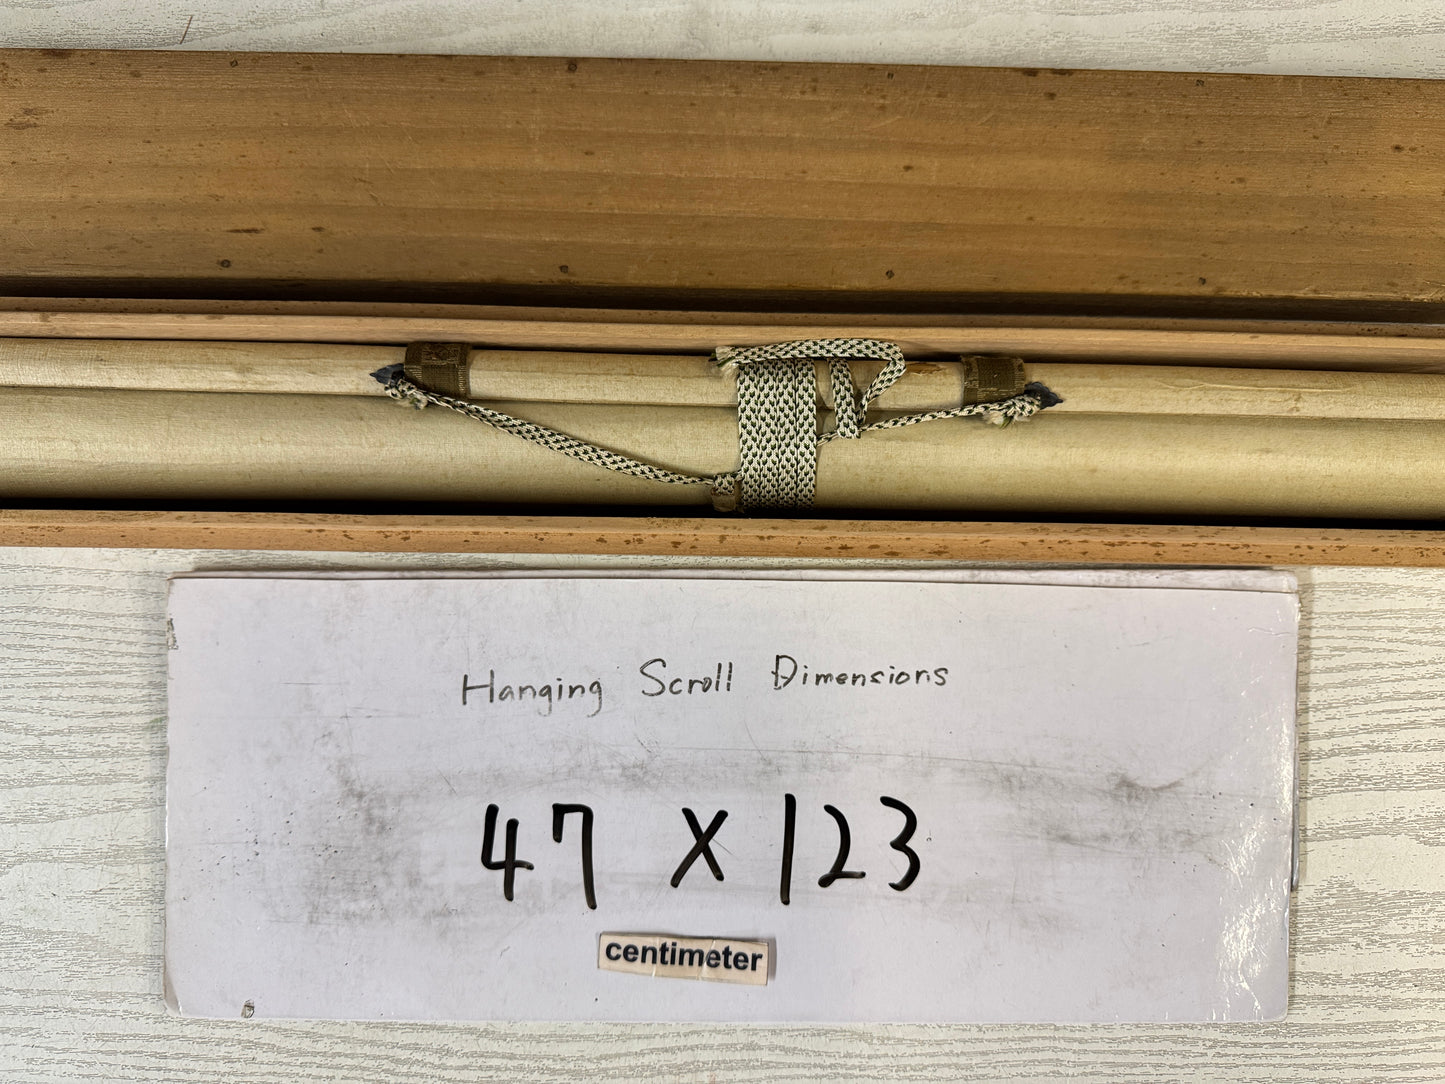 Hanging Scroll Dimensions
47 X 123
centimeter